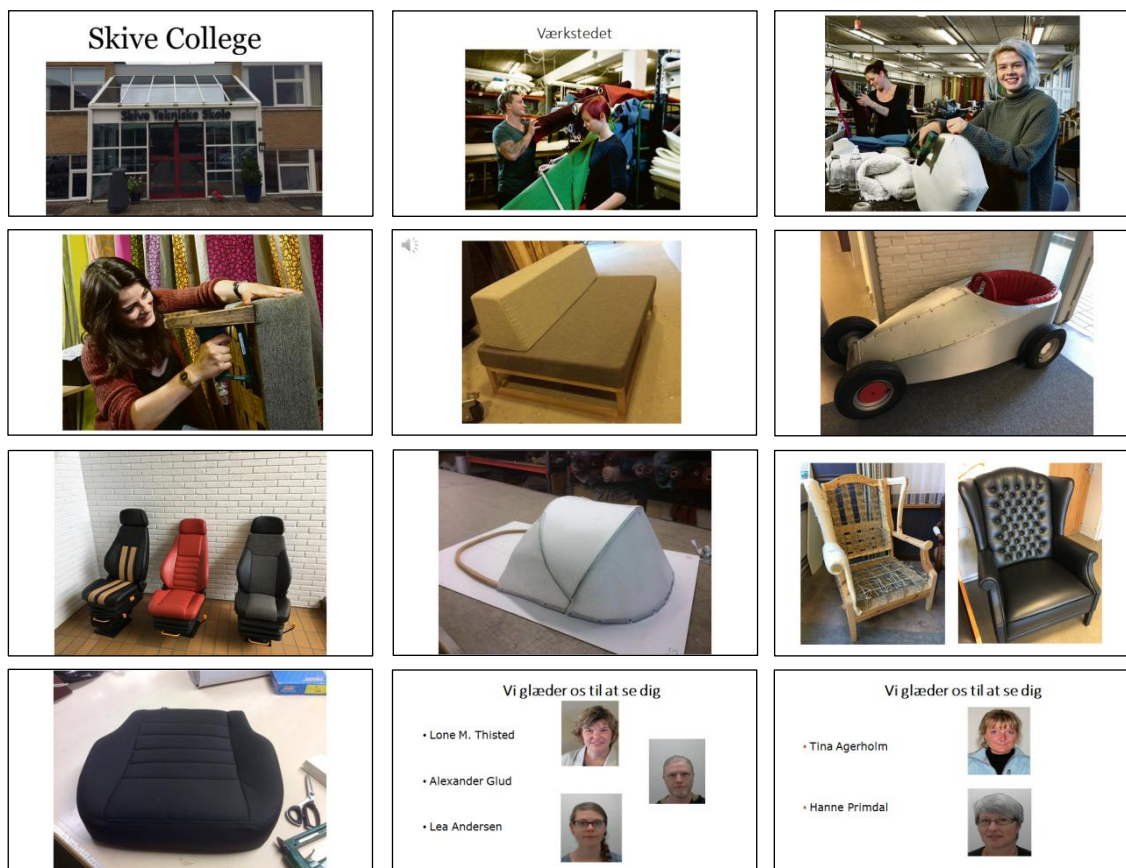 Skive College
Skive Tekniske Skole
Værkstedet
Vi glæder os til at se dig
• Lone M. Thisted
• Alexander Glud
• Lea Andersen
Vi glæder os til at se dig
• Tina Agerholm
• Hanne Primdal